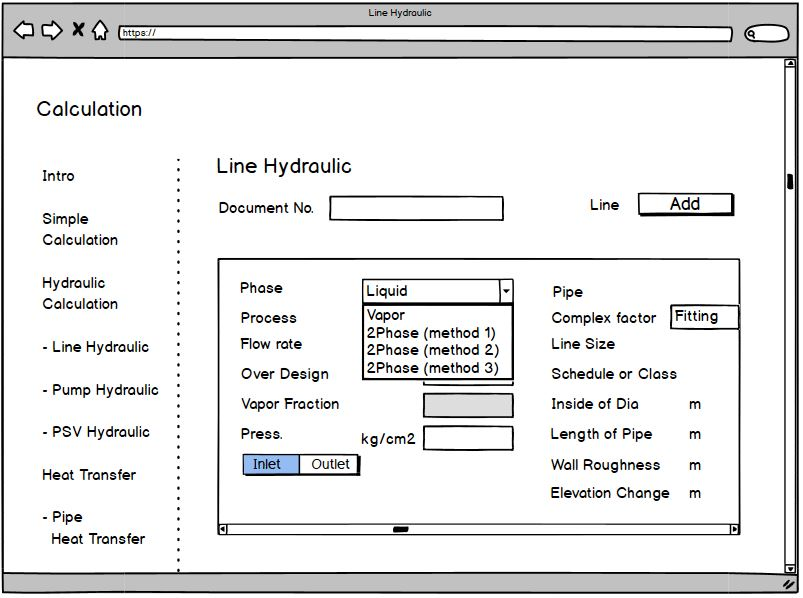 Line Hydraulic
https://
Calculation
Intro
Simple
Calculation
Hydraulic
Calculation
- Line Hydraulic
- Pump Hydraulic
- PSV Hydraulic
Heat Transfer
- Pipe
Heat Transfer
Line Hydraulic
Document No.
Line Add
Phase Liquid
Vapor
2Phase (method 1)
2Phase (method 2)
2Phase (method 3)
Process
Flow rate
Over Design
Vapor Fraction
Press. kg/cm2
Inlet Outlet
Pipe
Complex factor Fitting
Line Size
Schedule or Class
Inside of Dia m
Length of Pipe m
Wall Roughness m
Elevation Change m